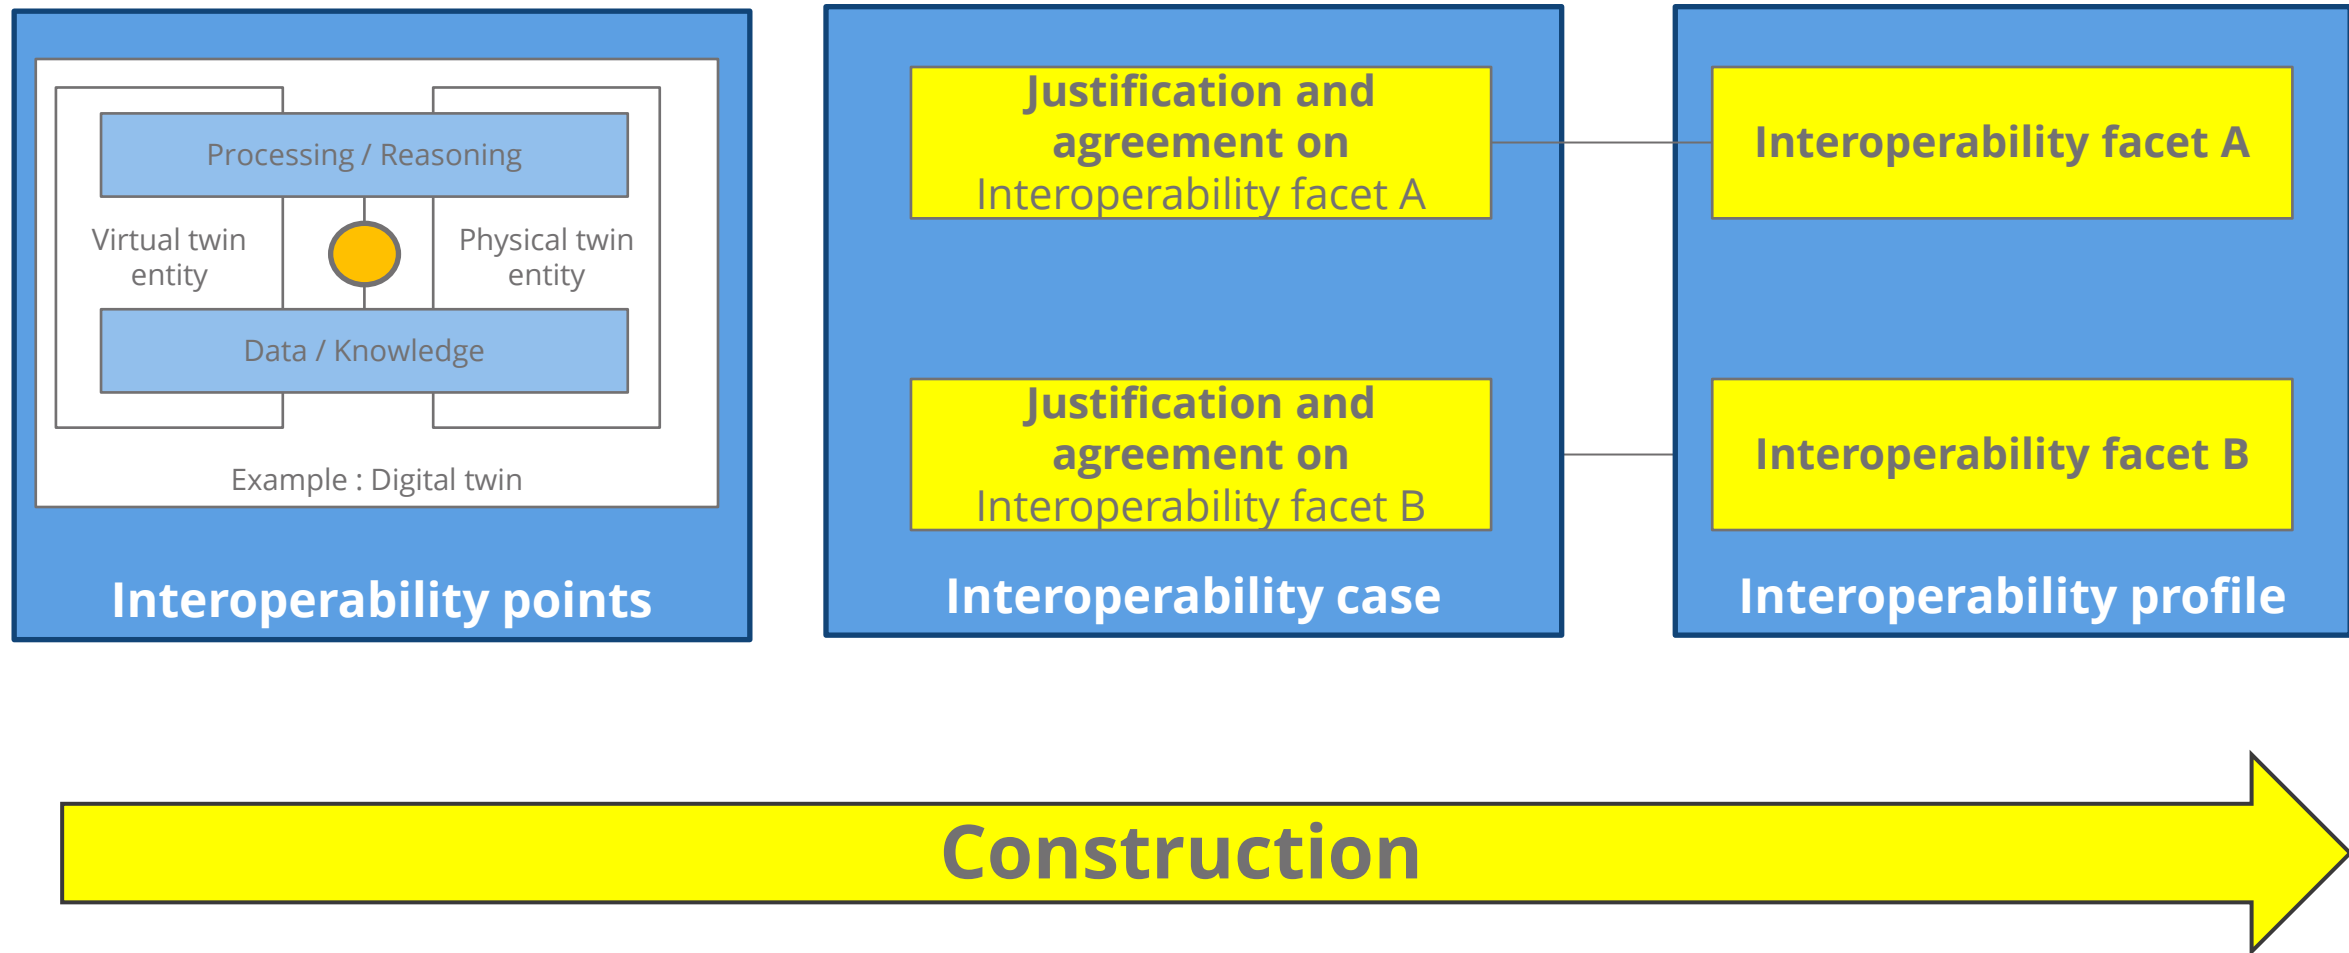 Processing / Reasoning
Virtual twin
entity
Physical twin
entity
Data / Knowledge
Example : Digital twin
Interoperability points
Justification and
agreement on
Interoperability facet A
Justification and
agreement on
Interoperability facet B
Interoperability case
Interoperability facet A
Interoperability facet B
Interoperability profile
Construction